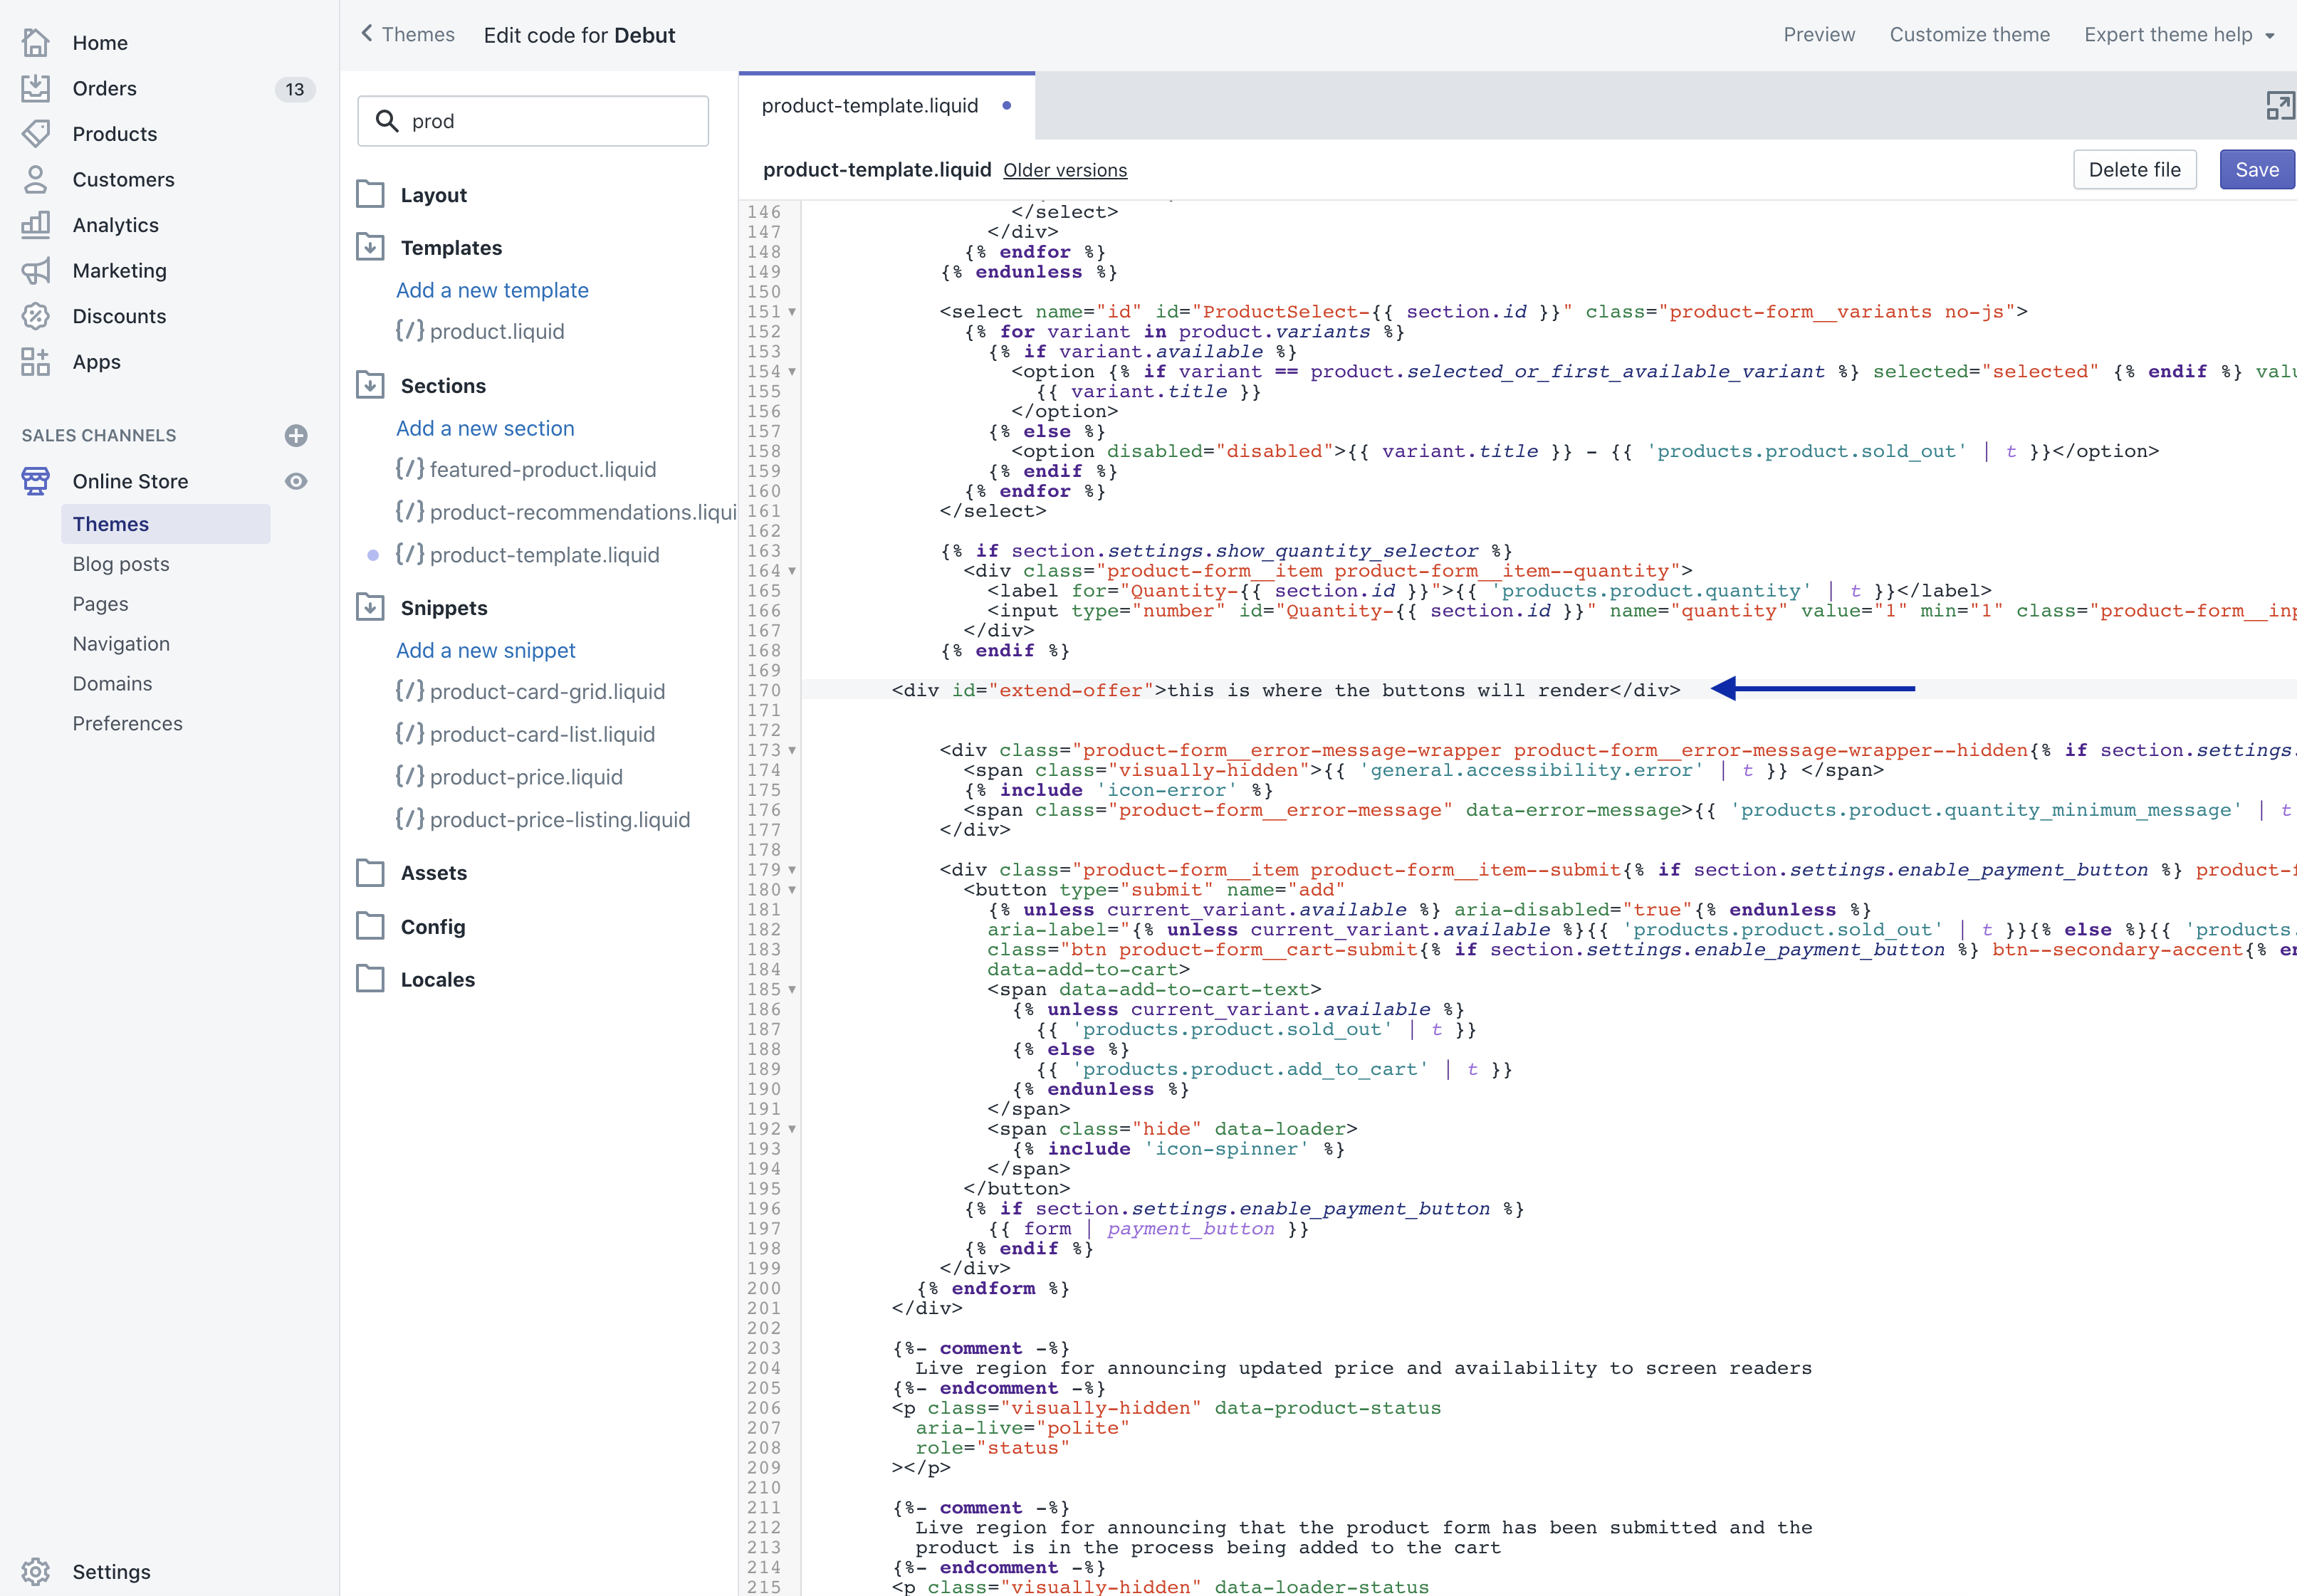 Home
Orders 13
Products
Customers
Analytics
Marketing
Discounts
Apps
SALES CHANNELS
Online Store
Themes
Blog posts
Pages
Navigation
Domains
Preferences
Settings
Themes Edit code for Debut
Preview Customize theme Expert theme help
prod
Layout
Templates
Add a new template
{/} product.liquid
Sections
Add a new section
{/} featured-product.liquid
{/} product-recommendations.liqui
{/} product-template.liquid
Snippets
Add a new snippet
{/} product-card-grid.liquid
{/} product-card-list.liquid
{/} product-price.liquid
{/} product-price-listing.liquid
Assets
Config
Locales
product-template.liquid
product-template.liquid Older versions Delete file Save
146 </select>
147 </div>
148 {% endfor %}
149 {% endunless %}
150
151 <select name="id" id="ProductSelect-{{ section.id }}" class="product-form__variants no-js">
152 {% for variant in product.variants %}
153 {% if variant.available %}
154 <option {% if variant == product.selected_or_first_available_variant %} selected="selected" {% endif %} valu
155 {{ variant.title }}
156 </option>
157 {% else %}
158 <option disabled="disabled">{{ variant.title }} - {{ 'products.product.sold_out' | t }}</option>
159 {% endif %}
160 {% endfor %}
161 </select>
162
163 {% if section.settings.show_quantity_selector %}
164 <div class="product-form__item product-form__item--quantity">
165 <label for="Quantity-{{ section.id }}">{{ 'products.product.quantity' | t }}</label>
166 <input type="number" id="Quantity-{{ section.id }}" name="quantity" value="1" min="1" class="product-form__inp
167 </div>
168 {% endif %}
169
170 <div id="extend-offer">this is where the buttons will render</div>
171
172
173 <div class="product-form__error-message-wrapper product-form__error-message-wrapper--hidden{% if section.settings.
174 <span class="visually-hidden">{{ 'general.accessibility.error' | t }} </span>
175 {% include 'icon-error' %}
176 <span class="product-form__error-message" data-error-message>{{ 'products.product.quantity_minimum_message' | t
177 </div>
178
179 <div class="product-form__item product-form__item--submit{% if section.settings.enable_payment_button %} product-f
180 <button type="submit" name="add"
181 {% unless current_variant.available %} aria-disabled="true"{% endunless %}
182 aria-label="{% unless current_variant.available %}{{ 'products.product.sold_out' | t }}{% else %}{{ 'products.
183 class="btn product-form__cart-submit{% if section.settings.enable_payment_button %} btn--secondary-accent{% en
184 data-add-to-cart>
185 <span data-add-to-cart-text>
186 {% unless current_variant.available %}
187 {{ 'products.product.sold_out' | t }}
188 {% else %}
189 {{ 'products.product.add_to_cart' | t }}
190 {% endunless %}
191 </span>
192 <span class="hide" data-loader>
193 {% include 'icon-spinner' %}
194 </span>
195 </button>
196 {% if section.settings.enable_payment_button %}
197 {{ form | payment_button }}
198 {% endif %}
199 </div>
200 {% endform %}
201 </div>
202
203 {%- comment -%}
204 Live region for announcing updated price and availability to screen readers
205 {%- endcomment -%}
206 <p class="visually-hidden" data-product-status
207 aria-live="polite"
208 role="status"
209 ></p>
210
211 {%- comment -%}
212 Live region for announcing that the product form has been submitted and the
213 product is in the process being added to the cart
214 {%- endcomment -%}
215 <p class="visually-hidden" data-loader-status